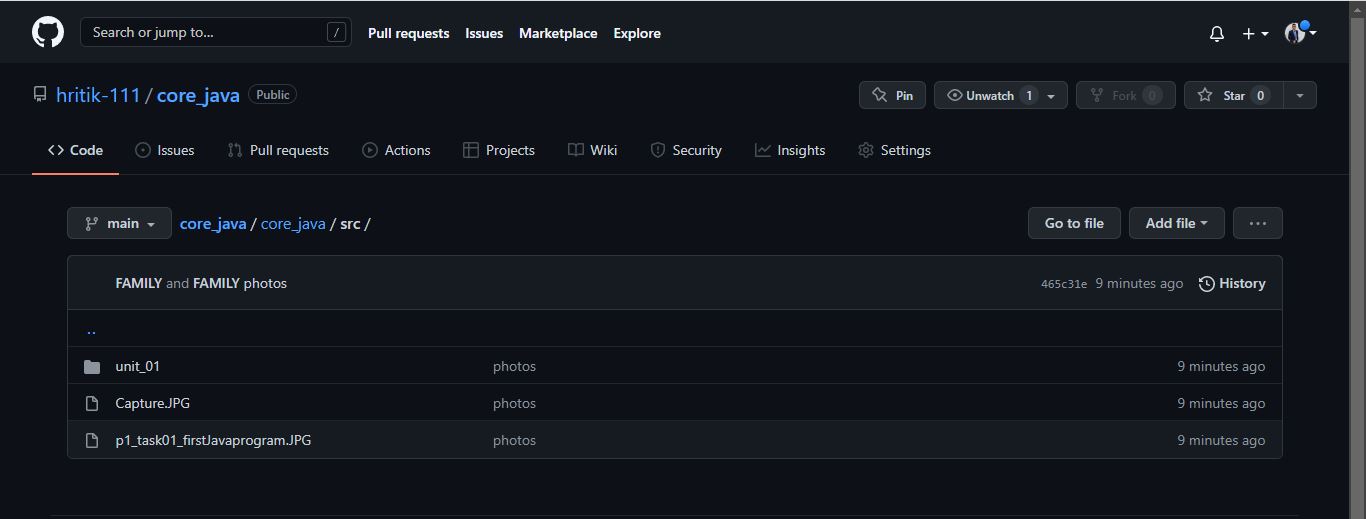 Search or jump to... / Pull requests Issues Marketplace Explore
hritik-111 / core_java Public Pin Unwatch 1 Fork 0 Star 0
Code Issues Pull requests Actions Projects Wiki Security Insights Settings
main core_java / core_java / src / Go to file Add file ...
FAMILY and FAMILY photos 465c31e 9 minutes ago History
..
unit_01 photos 9 minutes ago
Capture.JPG photos 9 minutes ago
p1_task01_firstJavaprogram.JPG photos 9 minutes ago